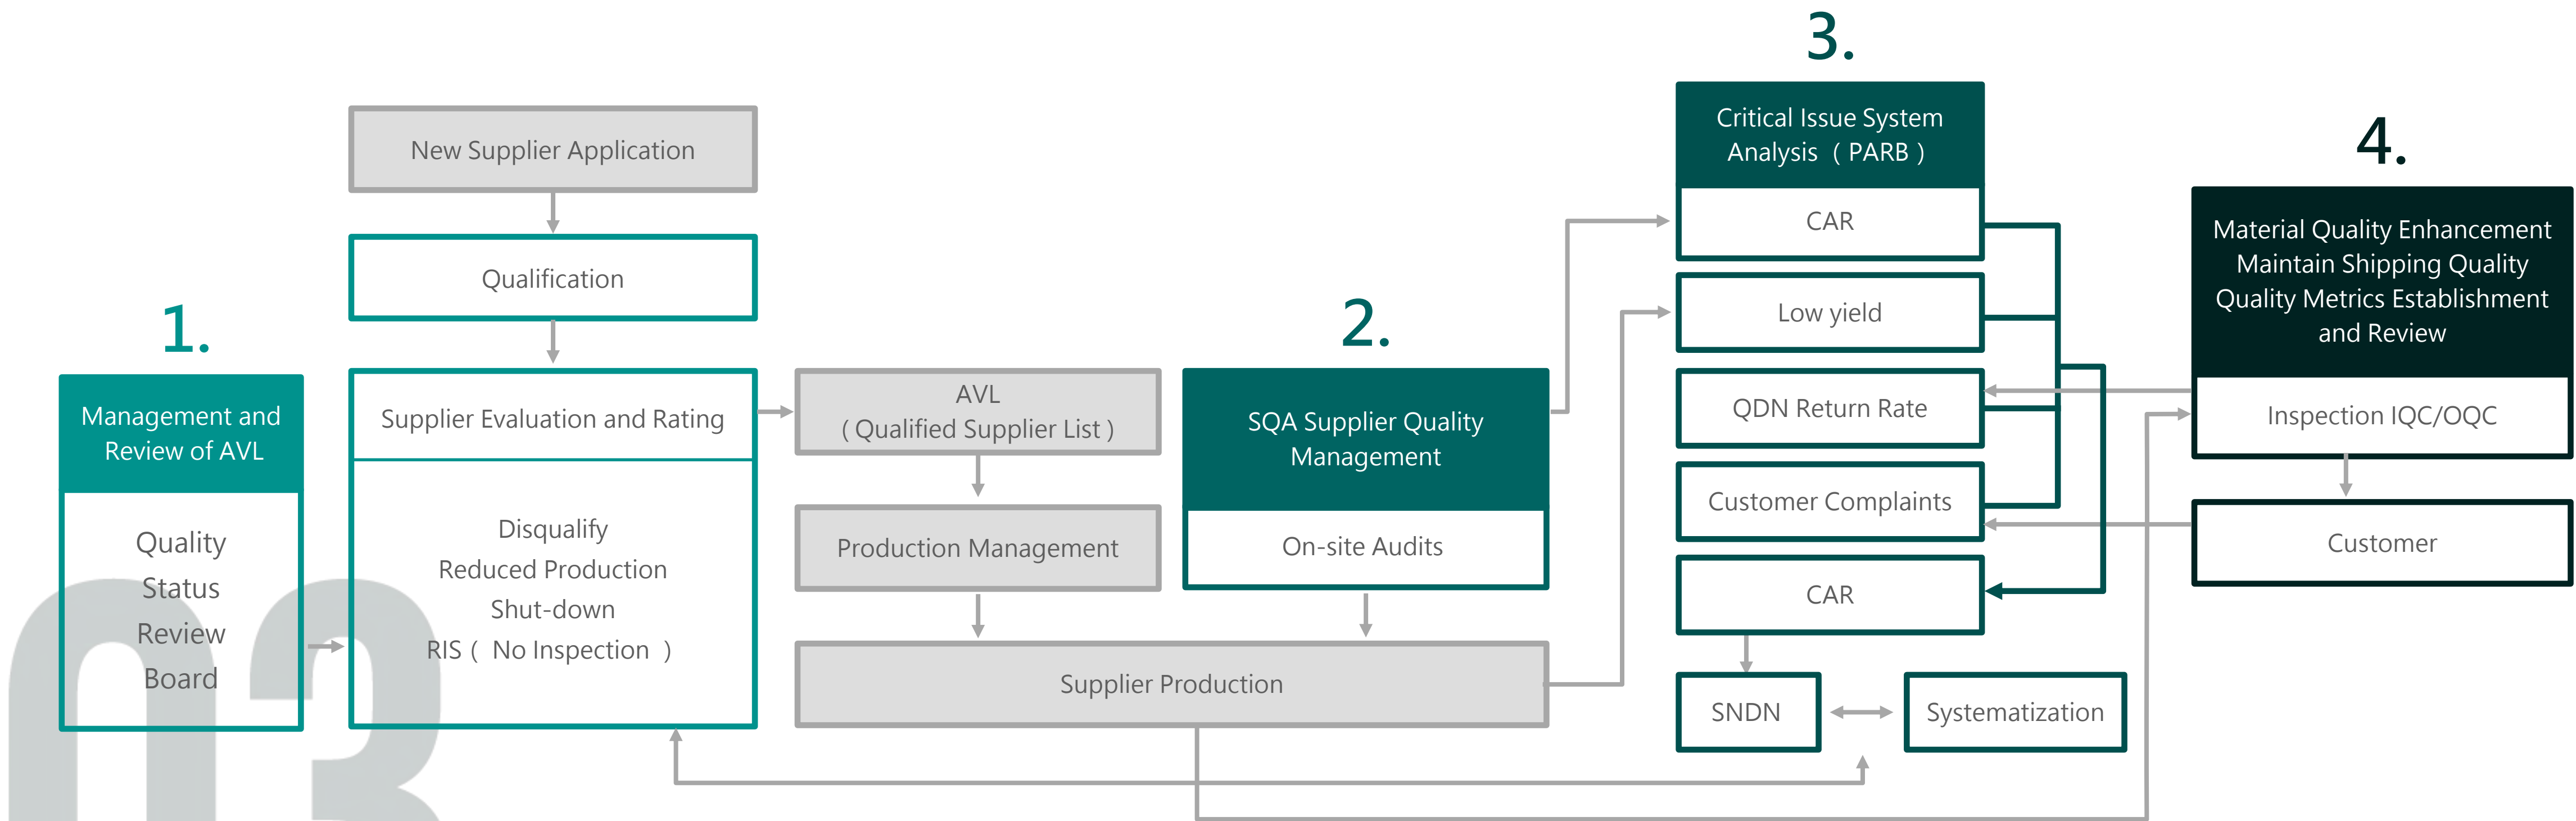 1.
Management and
Review of AVL
Quality
Status
Review
Board
New Supplier Application
Qualification
Supplier Evaluation and Rating
Disqualify
Reduced Production
Shut-down
RIS ( No Inspection )
AVL
( Qualified Supplier List )
Production Management
2.
SQA Supplier Quality
Management
On-site Audits
Supplier Production
3.
Critical Issue System
Analysis ( PARB )
CAR
Low yield
QDN Return Rate
Customer Complaints
CAR
SNDN
Systematization
4.
Material Quality Enhancement
Maintain Shipping Quality
Quality Metrics Establishment
and Review
Inspection IQC/OQC
Customer
03